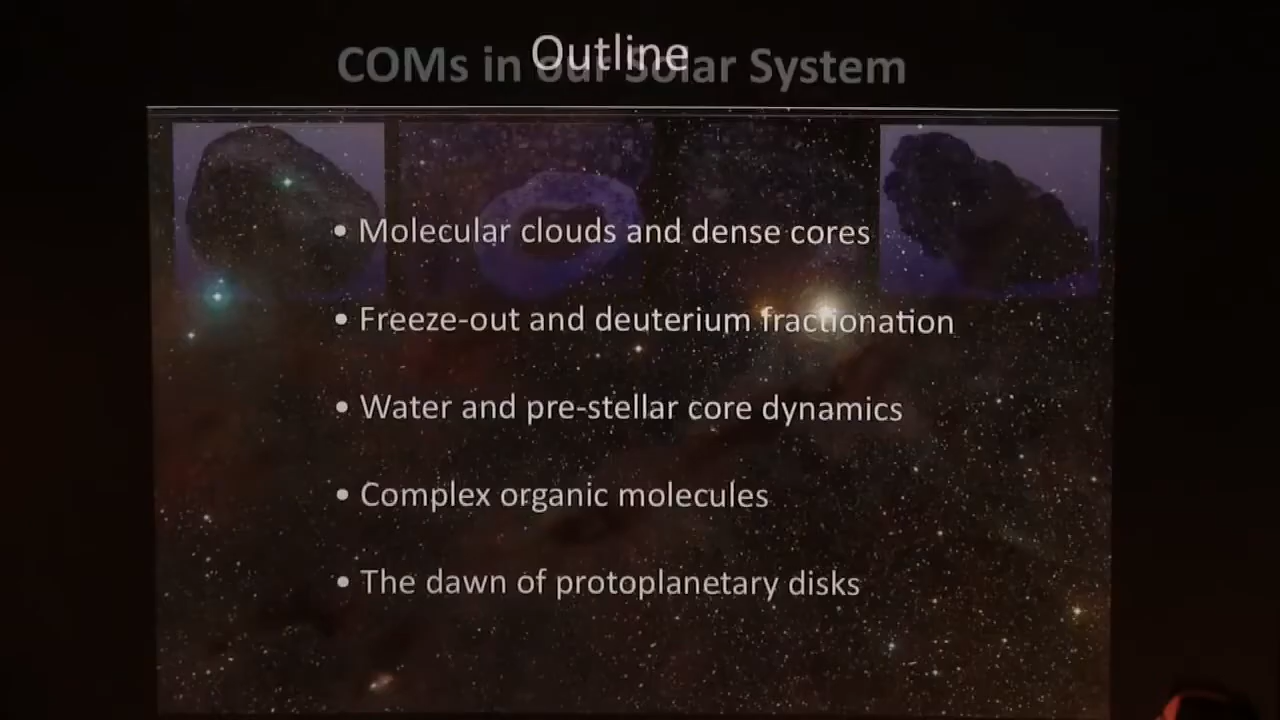 Outline
COMs in our Solar System
• Molecular clouds and dense cores
• Freeze-out and deuterium fractionation
• Water and pre-stellar core dynamics
• Complex organic molecules
• The dawn of protoplanetary disks